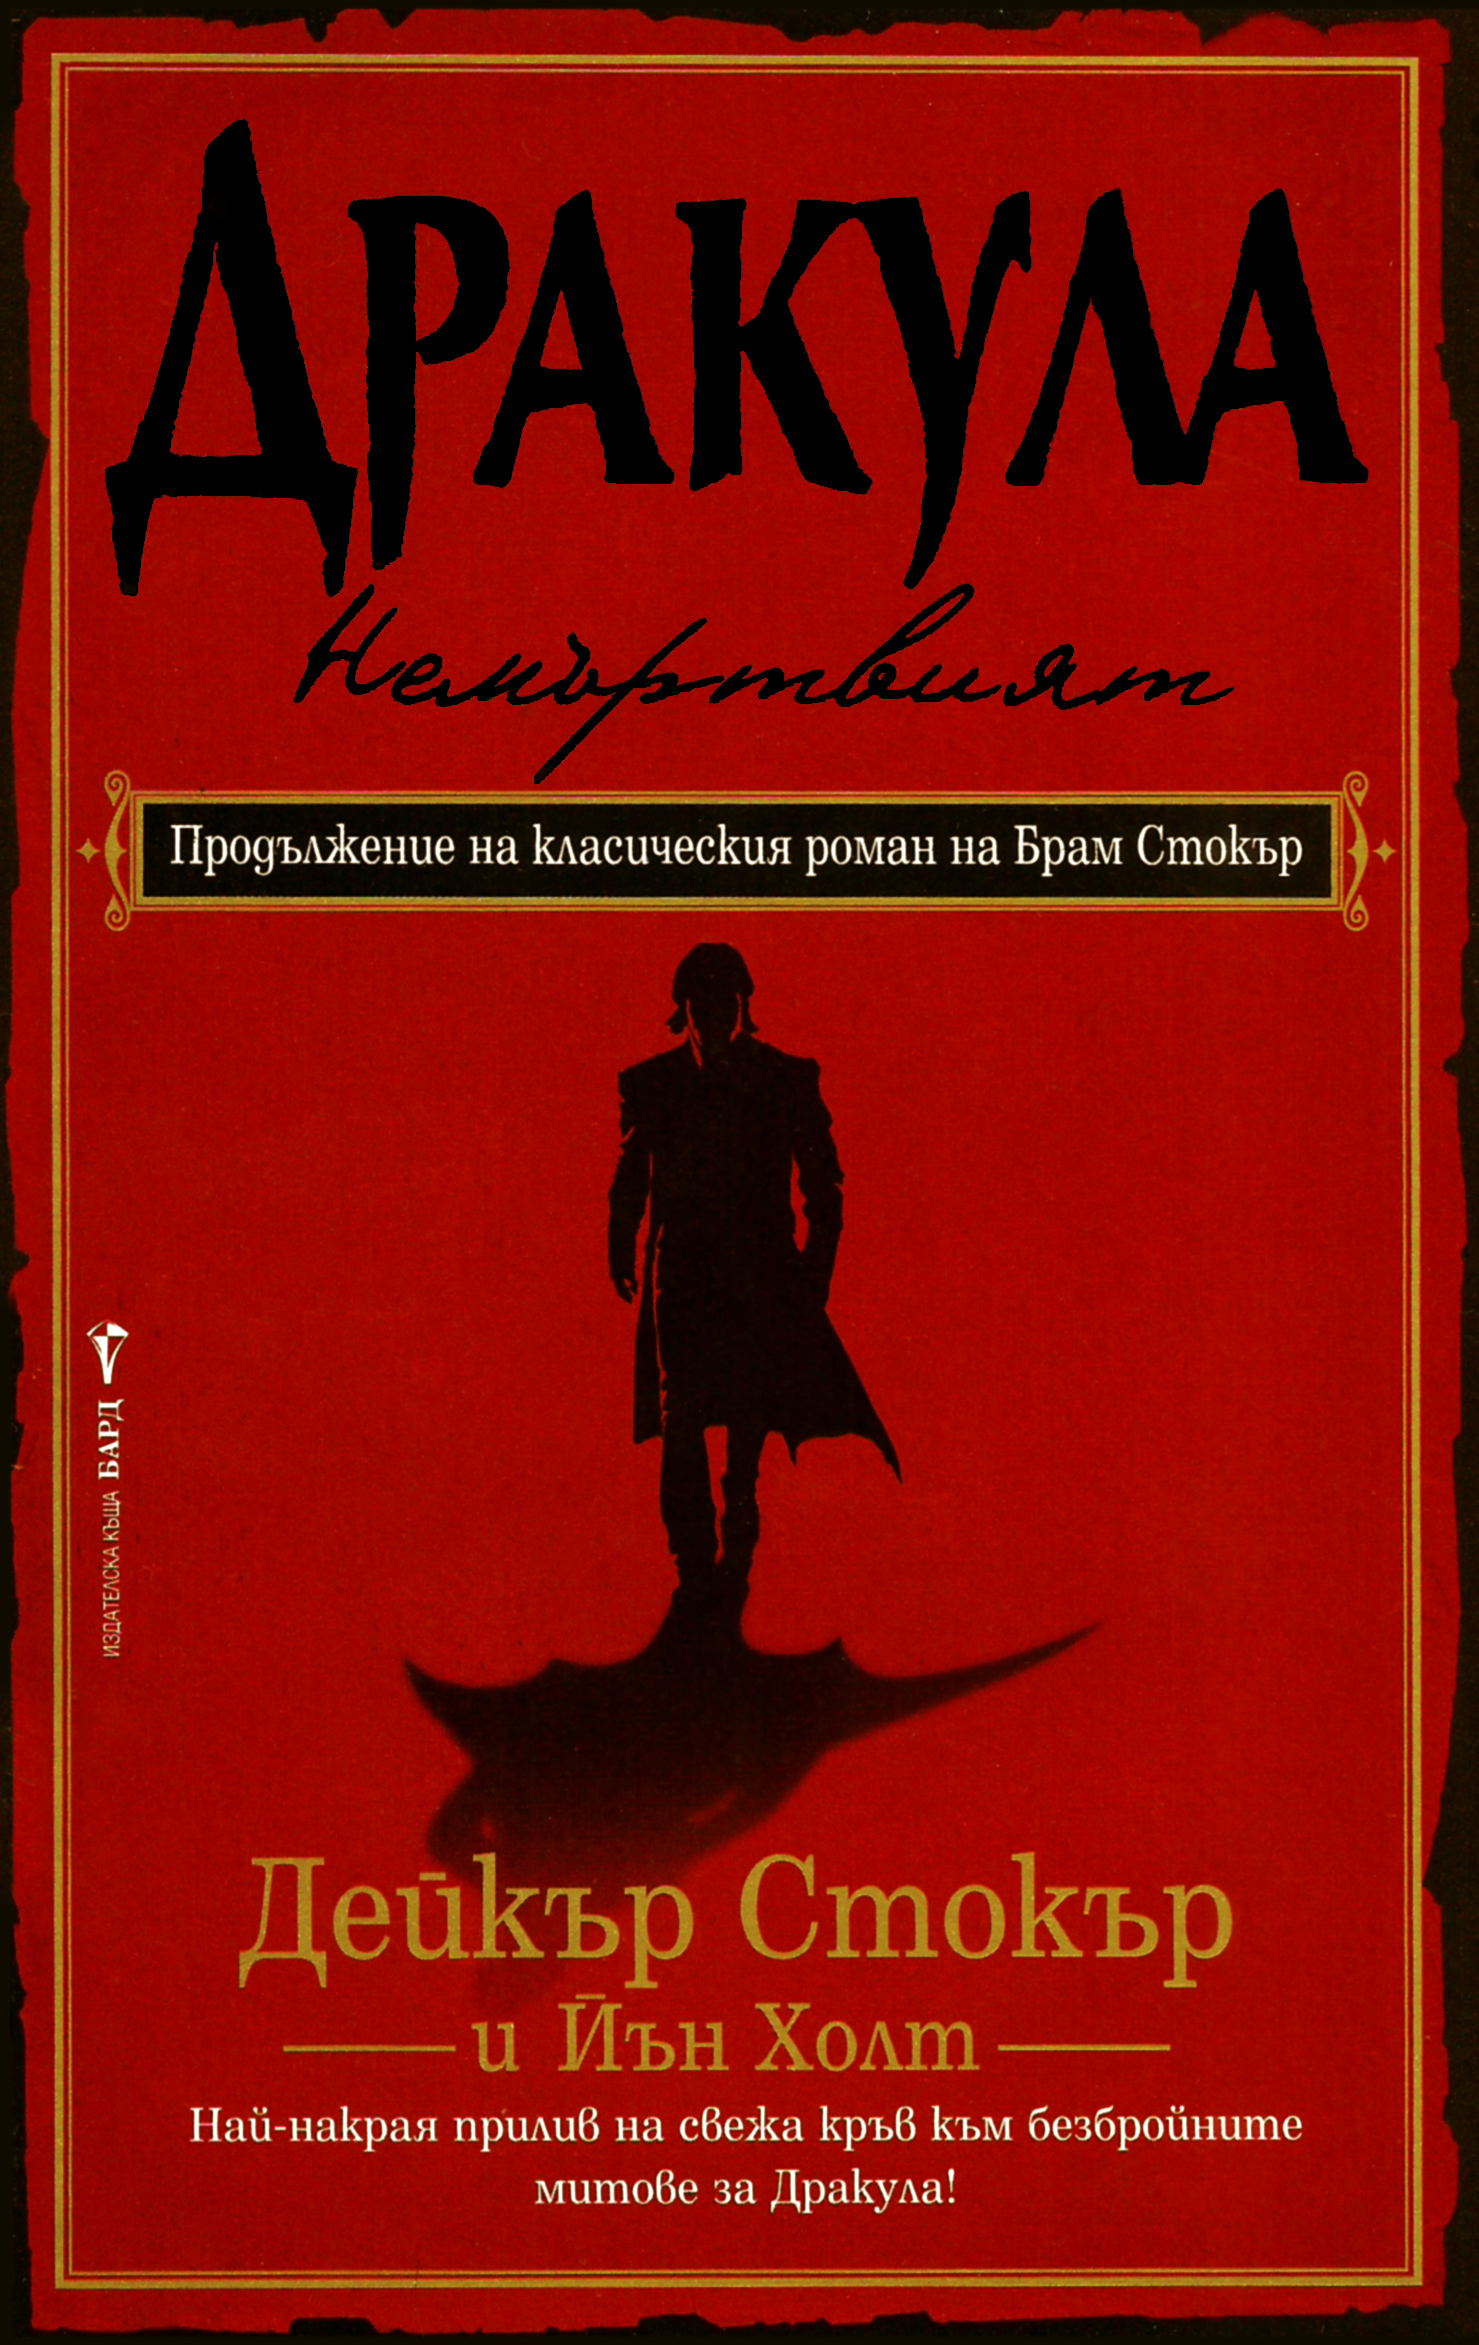 ДРАКУЛА
Немъртвият
Продължение на класическия роман на Брам Стокър
ИЗДАТЕЛСКА КЪЩА БАРД
Дейкър Стокър
и Йън Холт
Най-накрая прилив на свежа кръв към безбройните
митове за Дракула!